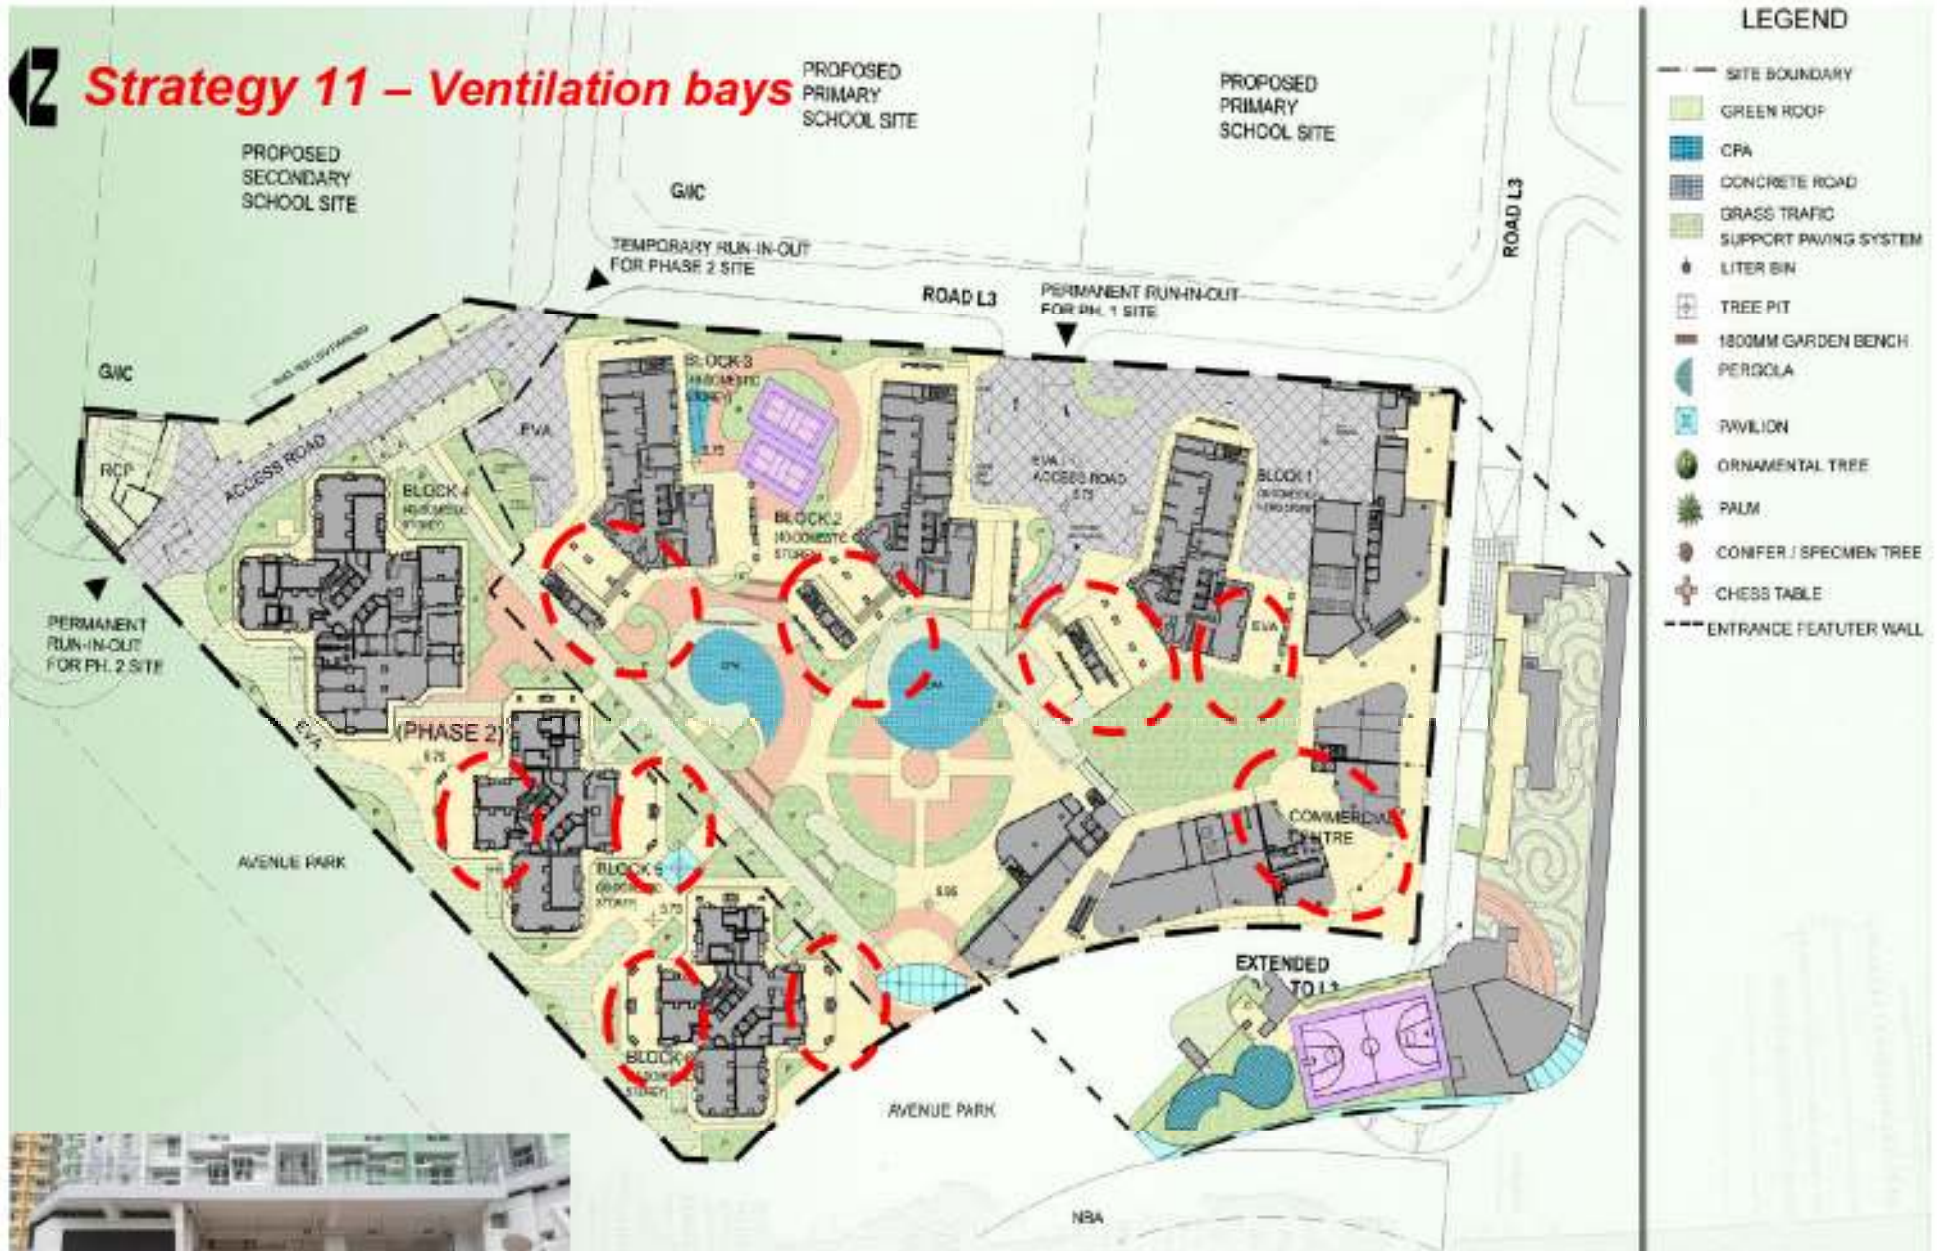 Z
Strategy 11 – Ventilation bays
PROPOSED
PRIMARY
SCHOOL SITE
PROPOSED
PRIMARY
SCHOOL SITE
PROPOSED
SECONDARY
SCHOOL SITE
G/IC
ROAD L3
TEMPORARY RUN-IN-OUT
FOR PHASE 2 SITE
ROAD L3
PERMANENT RUN-IN-OUT
FOR PH. 1 SITE
G/IC
BLOCK 3
EVA
RCP
ACCESS ROAD
BLOCK 4
EVA
ACCESS ROAD
BLOCK 1
BLOCK 2
PERMANENT
RUN-IN-OUT
FOR PH. 2 SITE
EVA
EVA
(PHASE 2)
COMMERCIAL
CENTRE
AVENUE PARK
5.75
EXTENDED
TO L3
BLOCK
AVENUE PARK
NBA
LEGEND
SITE BOUNDARY
GREEN ROOF
CPA
CONCRETE ROAD
GRASS TRAFIC
SUPPORT PAVING SYSTEM
LITER BIN
TREE PIT
1800MM GARDEN BENCH
PERGOLA
PAVILION
ORNAMENTAL TREE
PALM
CONIFER / SPECMEN TREE
CHESS TABLE
ENTRANCE FEATUTER WALL